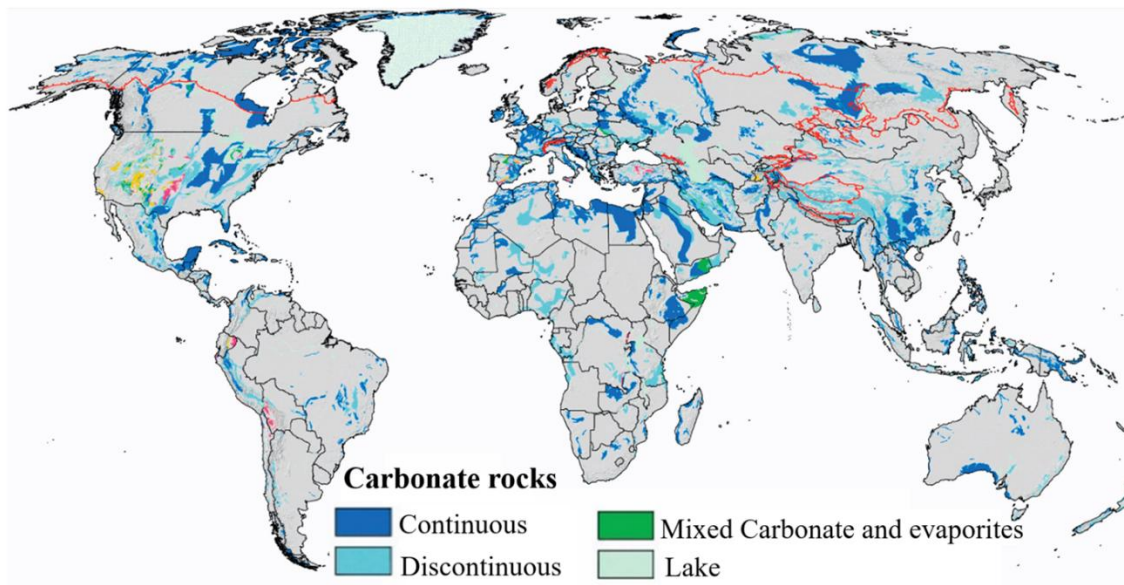 Carbonate rocks
Continuous
Discontinuous
Mixed Carbonate and evaporites
Lake